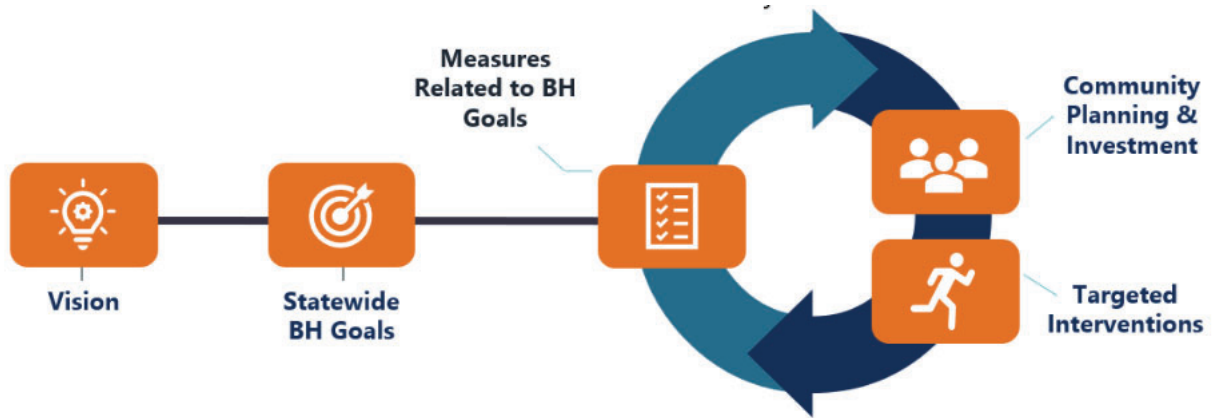 Measures
Related to BH
Goals
Community
Planning &
Investment
Vision
Statewide
BH Goals
Targeted
Interventions